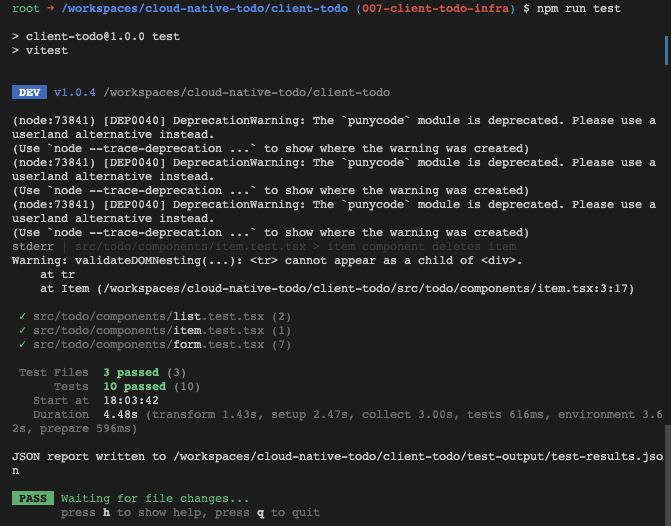 root ➜ /workspaces/cloud-native-todo/client-todo (007-client-todo-infra) $ npm run test
> client-todo@1.0.0 test
> vitest
DEV v1.0.4 /workspaces/cloud-native-todo/client-todo
(node:73841) [DEP0040] DeprecationWarning: The `punycode` module is deprecated. Please use a
userland alternative instead.
(Use `node --trace-deprecation ...` to show where the warning was created)
(node:73841) [DEP0040] DeprecationWarning: The `punycode` module is deprecated. Please use a
userland alternative instead.
(Use `node --trace-deprecation ...` to show where the warning was created)
(node:73841) [DEP0040] DeprecationWarning: The `punycode` module is deprecated. Please use a
userland alternative instead.
(Use `node --trace-deprecation ...` to show where the warning was created)
stderr | src/todo/components/item.test.tsx > item component deletes item
Warning: validateDOMNesting(...): <tr> cannot appear as a child of <div>.
at tr
at Item (/workspaces/cloud-native-todo/client-todo/src/todo/components/item.tsx:3:17)
✓ src/todo/components/list.test.tsx (2)
✓ src/todo/components/item.test.tsx (1)
✓ src/todo/components/form.test.tsx (7)
Test Files 3 passed (3)
Tests 10 passed (10)
Start at 18:03:42
Duration 4.48s (transform 1.43s, setup 2.47s, collect 3.00s, tests 616ms, environment 3.6
2s, prepare 596ms)
JSON report written to /workspaces/cloud-native-todo/client-todo/test-output/test-results.jso
n
PASS Waiting for file changes...
press h to show help, press q to quit